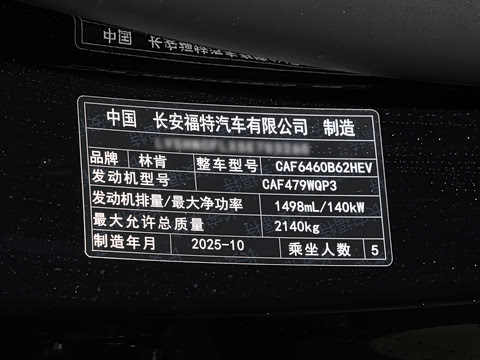 中国 长安福特汽车有限公司 制造
品牌 林肯 整车型号 CAF6460B62HEV
发动机型号 CAF479WQP3
发动机排量/最大净功率 1498mL/140kW
最大允许总质量 2140kg
制造年月 2025-10 乘坐人数 5